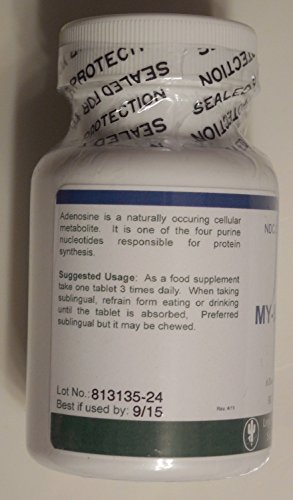 PROTECTION
SEALED FOR
PROTECTION
SEALED
Adenosine is a naturally occuring cellular
metabolite. It is one of the four purine
nucleotides responsible for protein
synthesis.
Suggested Usage: As a food supplement
take one tablet 3 times daily. When taking
sublingual, refrain form eating or drinking
until the tablet is absorbed, Preferred
sublingual but it may be chewed.
Lot No.: 813135-24
Best if used by: 9/15
NDC
MY-